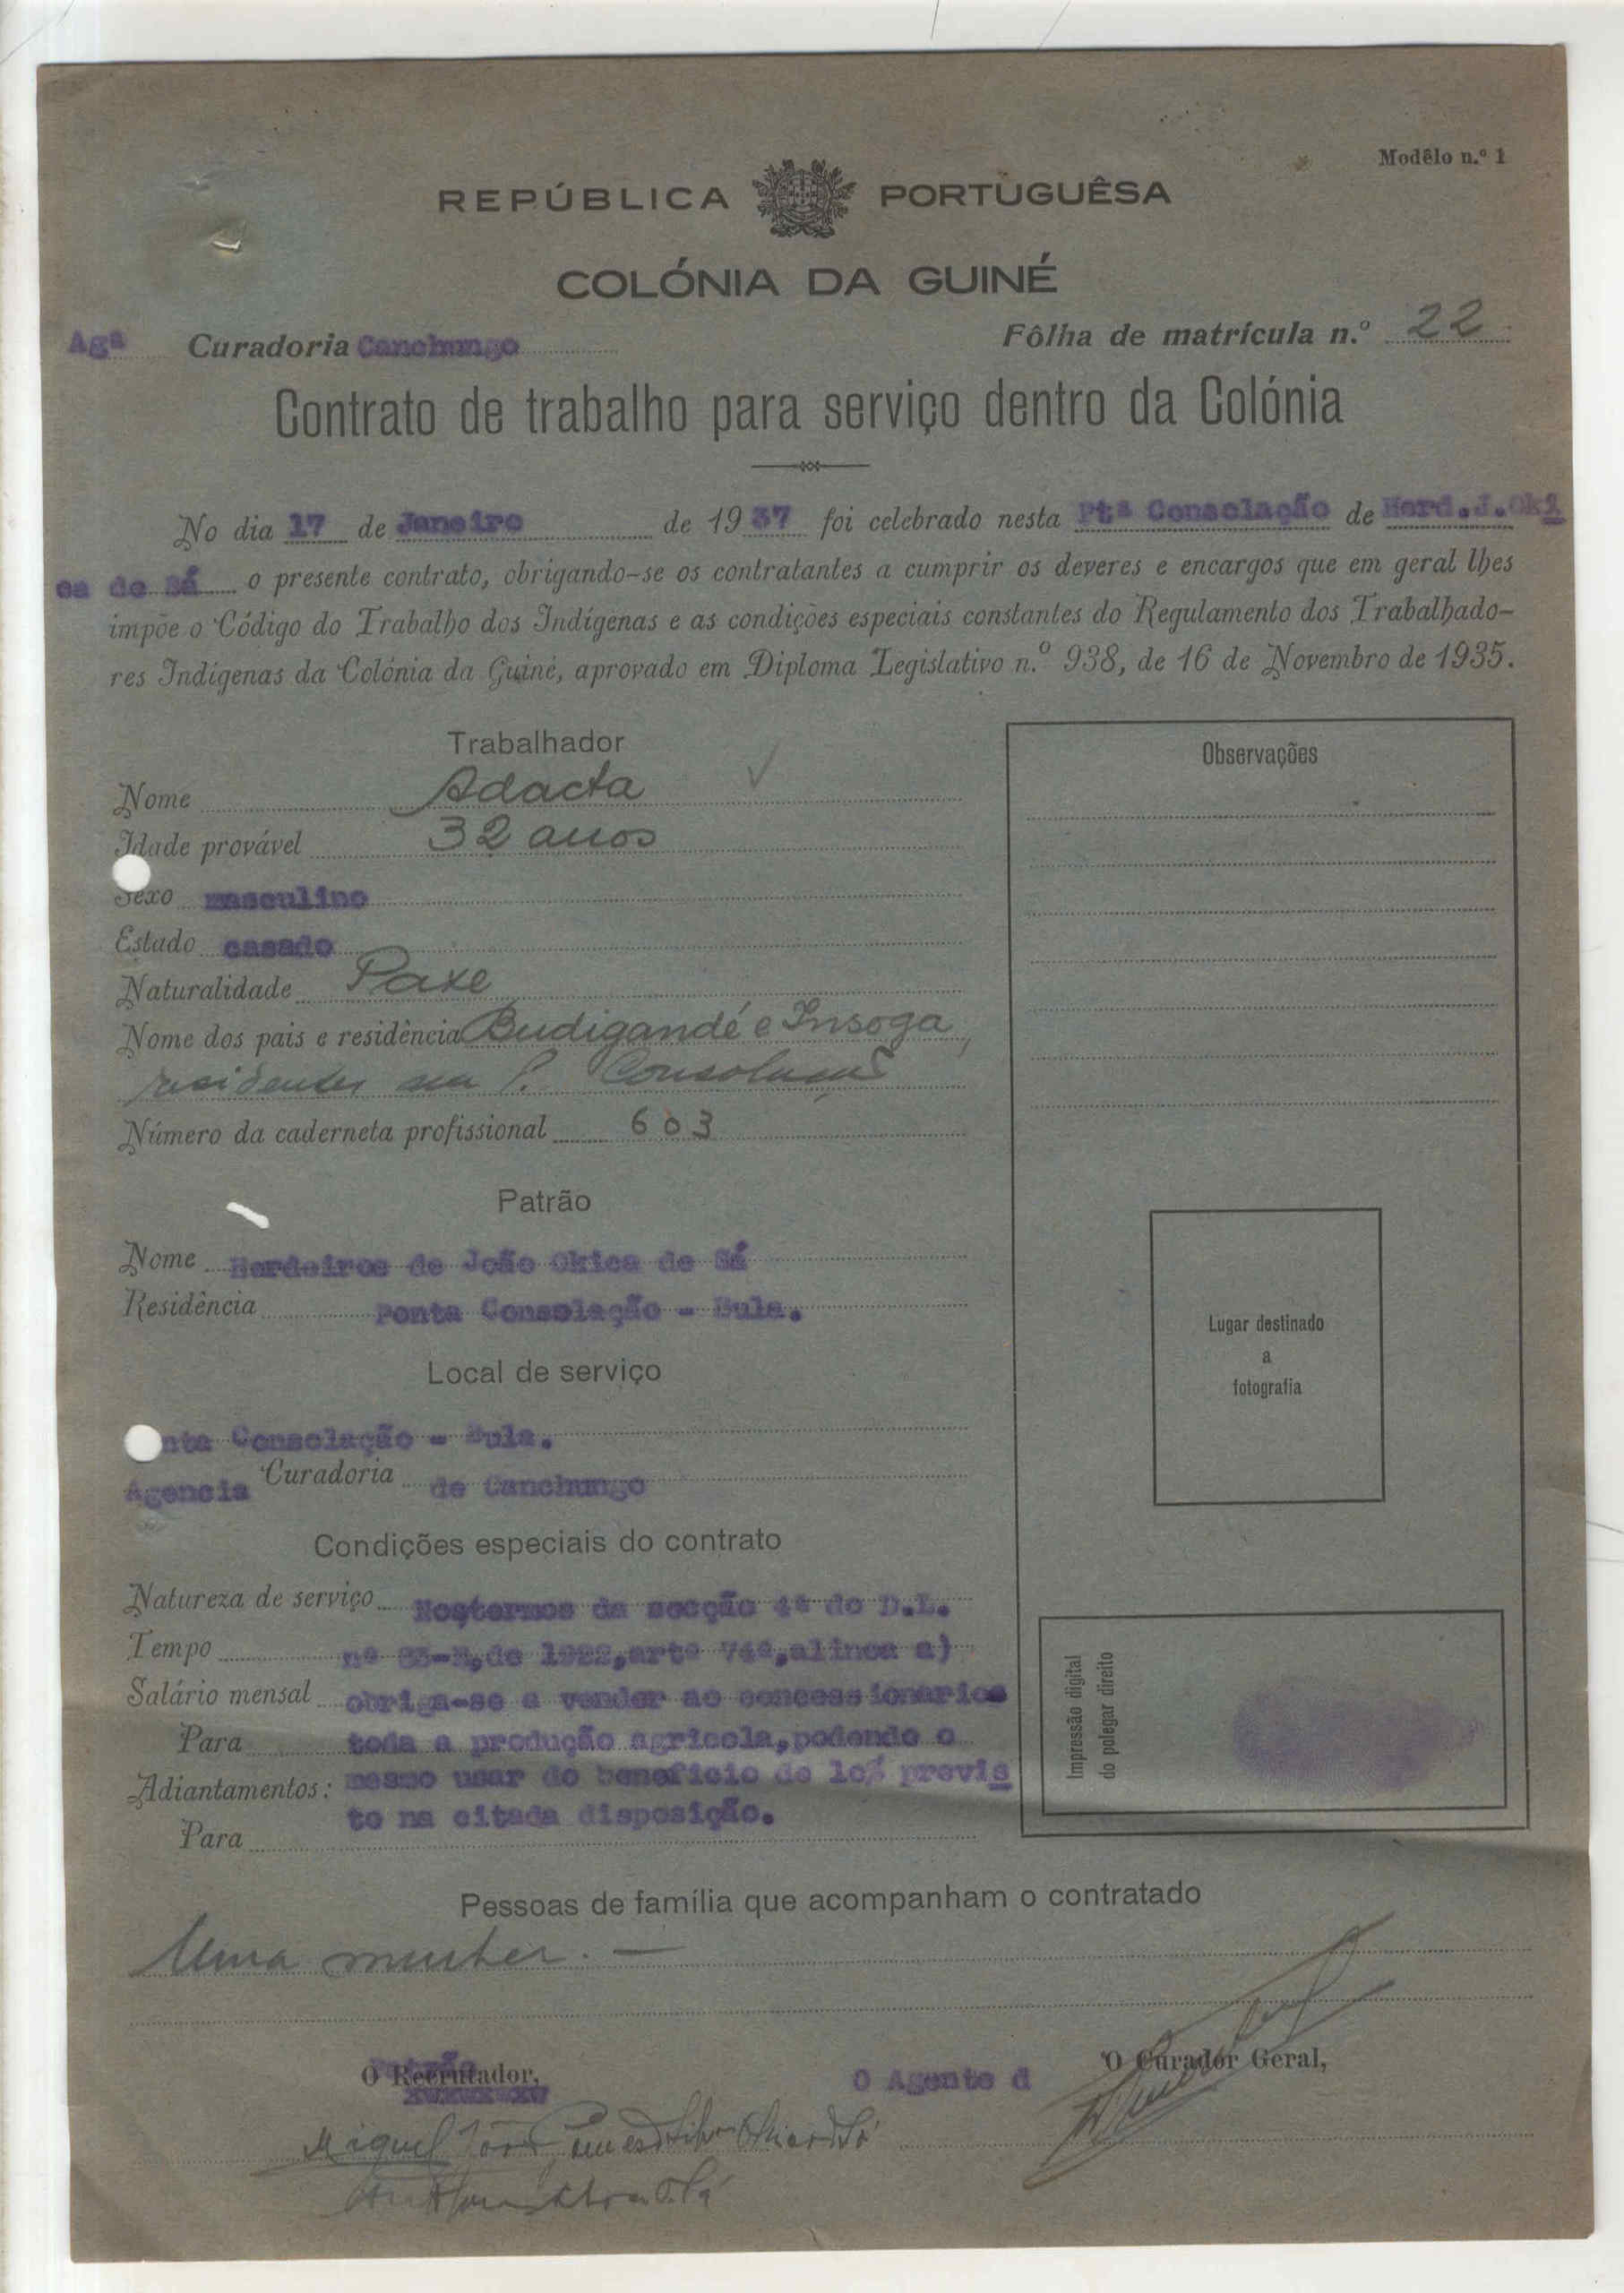 Modêlo n.º 1
REPÚBLICA PORTUGUÊSA
COLÓNIA DA GUINÉ
Agª Curadoria Canchungo Fôlha de matrícula n.º 22
Contrato de trabalho para serviço dentro da Colónia
No dia 17 de Janeiro de 1937 foi celebrado nesta Ptª Consolação de Herd.J.Oki
ca de Sá o presente contrato, obrigando-se os contratantes a cumprir os deveres e encargos que em geral lhes
impõe o Código do Trabalho dos Indígenas e as condições especiais constantes do Regulamento dos Trabalhado-
res Indígenas da Colónia da Guiné, aprovado em Diploma Legislativo n.º 938, de 16 de Novembro de 1935.
Trabalhador
Nome Adacta
Idade provável 32 anos
Sexo masculino
Estado casado
Naturalidade Paxe
Nome dos pais e residência Budigandé e Insoga,
residentes em P. Consolação
Número da caderneta profissional 603
Patrão
Nome Herdeiros de João Okica de Sá
Residência Ponta Consolação - Bula.
Local de serviço
nta Consolação - Bula.
Agencia Curadoria de Canchungo
Condições especiais do contrato
Natureza de serviço Nostermos da secção 4ª do D.L.
Tempo nº de 1922,artº 74º,alinea a)
Salário mensal obriga-se a vender ao concessionarios
Para toda a produção agricola,podendo o
Adiantamentos: mesmo usar do beneficio de 10% previs
to na citada disposição.
Para
Observações
Lugar destinado
a
fotografia
Impressão digital
do polegar direito
Pessoas de família que acompanham o contratado
Uma mulher. —
Patrão
O Recrutador,
O Agente d
O Curador Geral,
Miguel